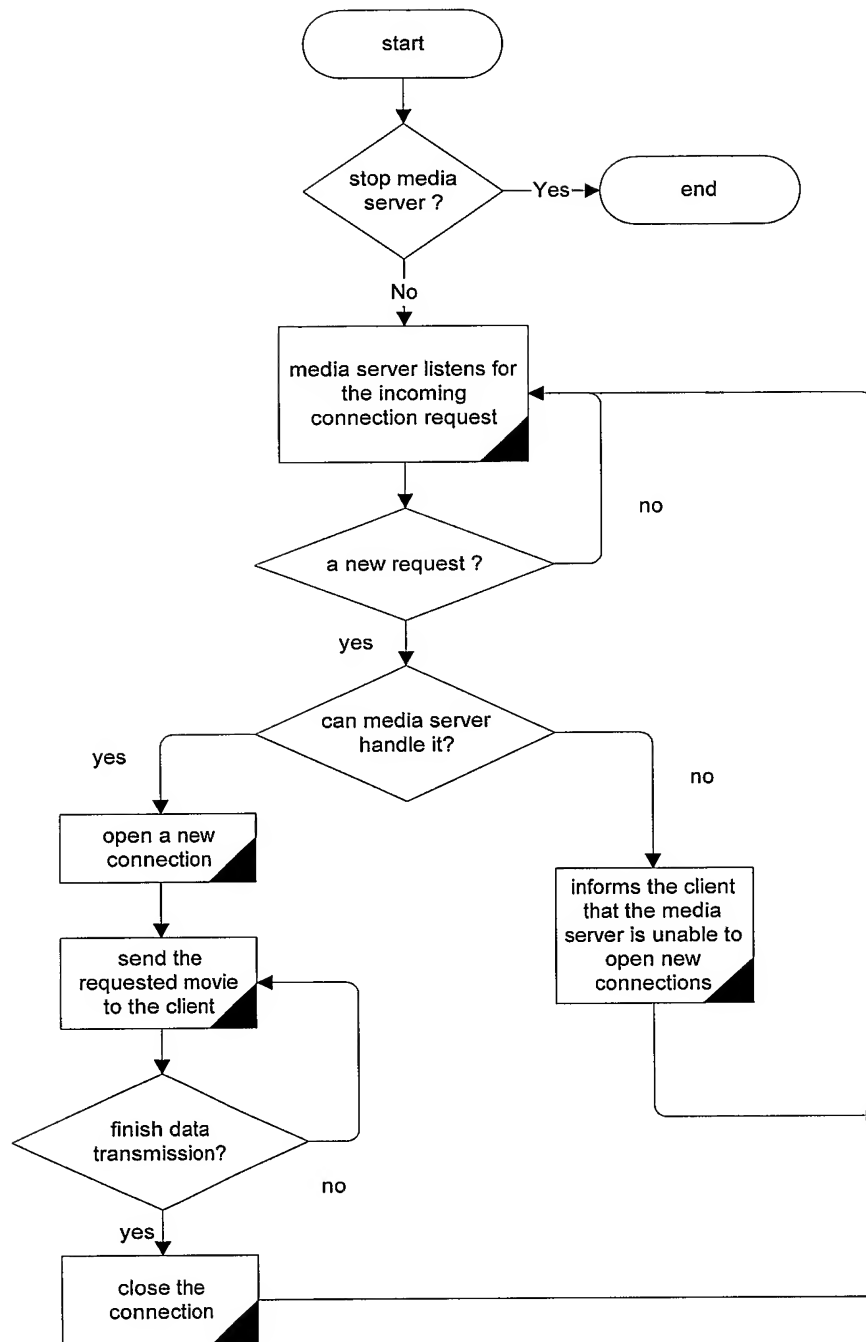 start
stop media
server ?
Yes
end
No
media server listens for
the incoming
connection request
no
a new request ?
yes
can media server
handle it?
yes
no
open a new
connection
informs the client
that the media
server is unable to
open new
connections
send the
requested movie
to the client
finish data
transmission?
no
yes
close the
connection